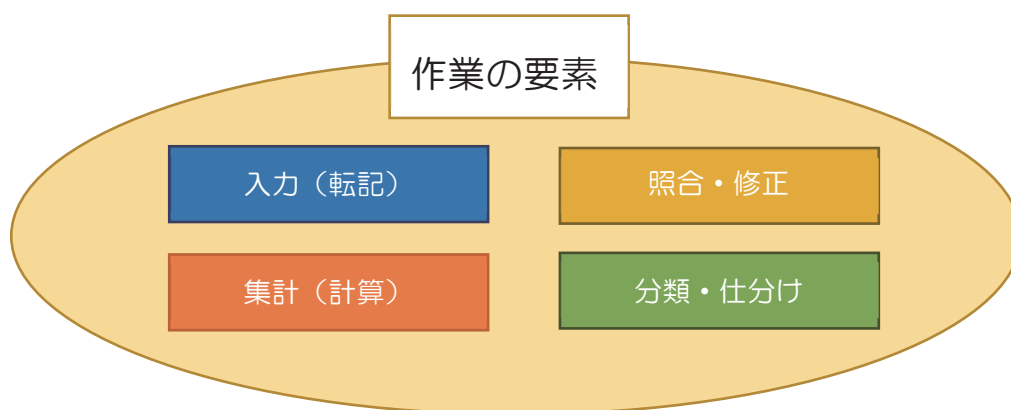 作業の要素
入力（転記）
照合・修正
集計（計算）
分類・仕分け